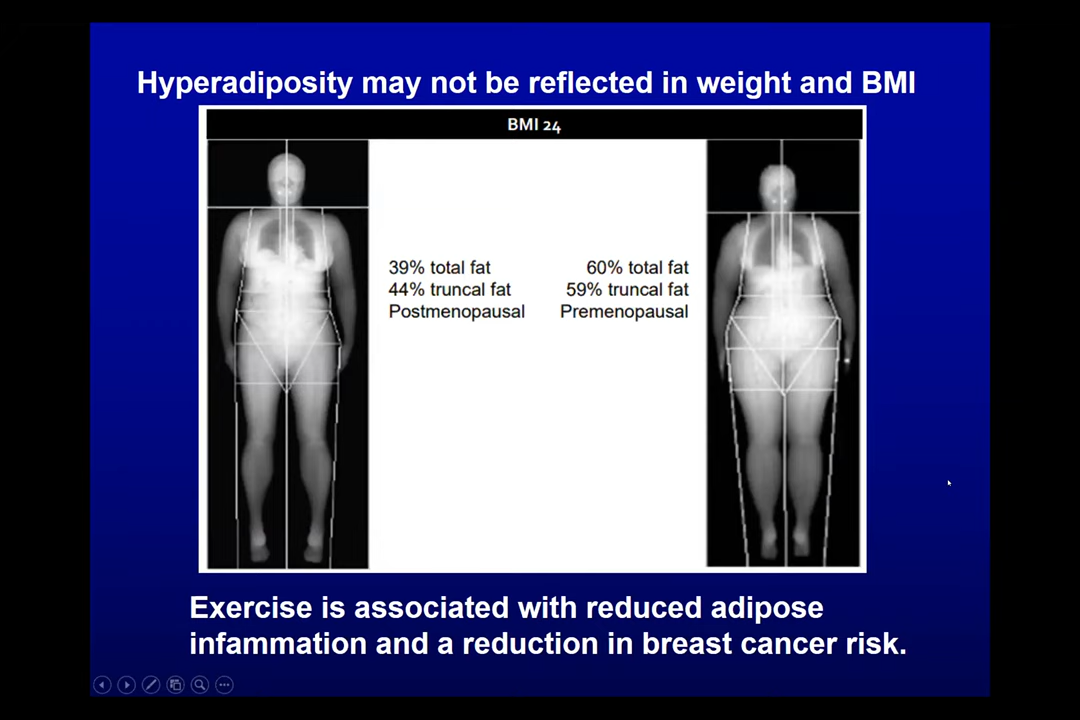 Hyperadiposity may not be reflected in weight and BMI
BMI 24
39% total fat
44% truncal fat
Postmenopausal
60% total fat
59% truncal fat
Premenopausal
Exercise is associated with reduced adipose
infammation and a reduction in breast cancer risk.